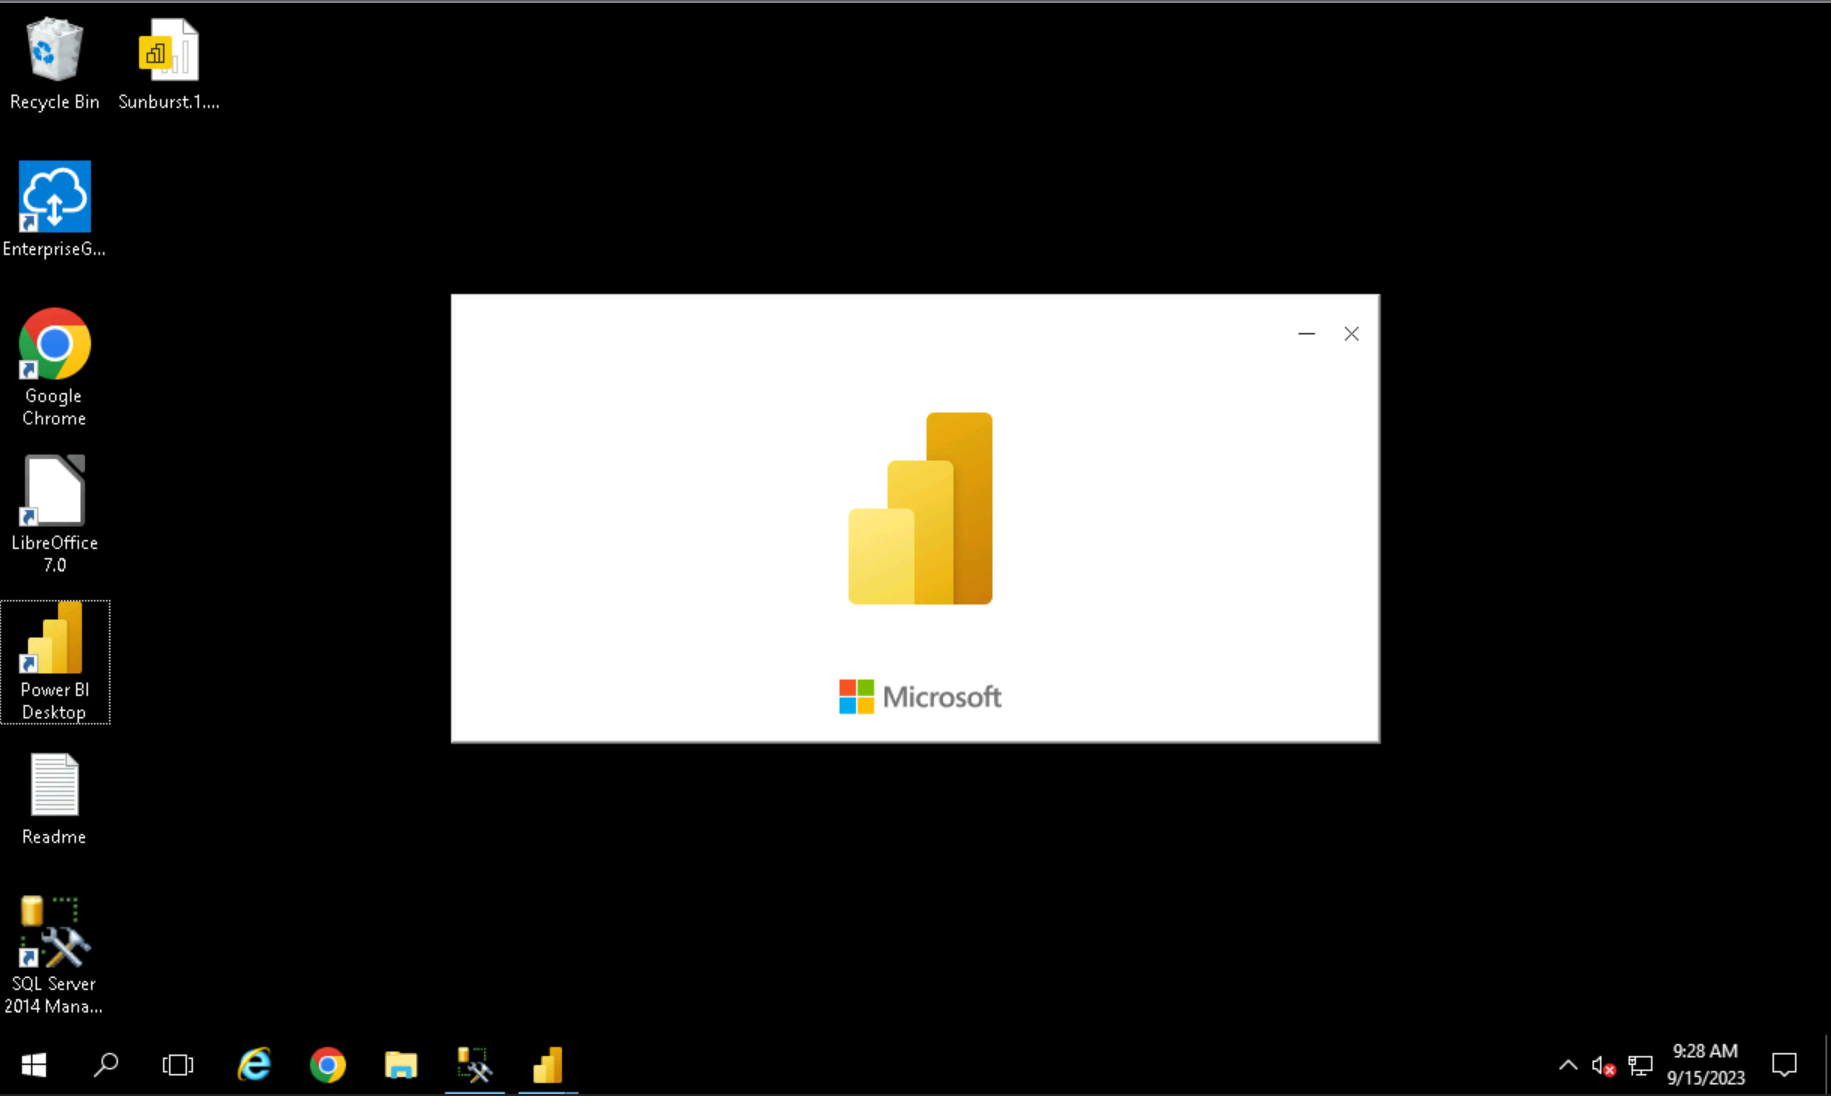 Recycle Bin
Sunburst.1....
EnterpriseG...
Google
Chrome
LibreOffice
7.0
Power BI
Desktop
Readme
SQL Server
2014 Mana...
Microsoft
9:28 AM
9/15/2023